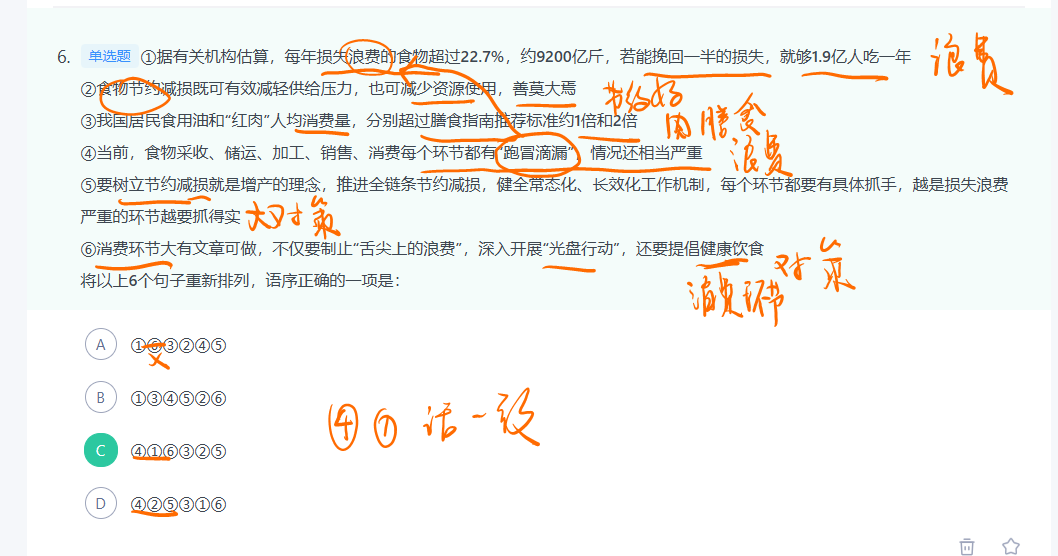 6. 单选题 ①据有关机构估算，每年损失浪费的食物超过22.7%，约9200亿斤，若能挽回一半的损失，就够1.9亿人吃一年
浪费
②食物节约减损既可有效减轻供给压力，也可减少资源使用，善莫大焉
节约好
③我国居民食用油和“红肉”人均消费量，分别超过膳食指南推荐标准约1倍和2倍
膳食
④当前，食物采收、储运、加工、销售、消费每个环节都有“跑冒滴漏”，情况还相当严重
浪费
⑤要树立节约减损就是增产的理念，推进全链条节约减损，健全常态化、长效化工作机制，每个环节都要有具体抓手，越是损失浪费
严重的环节越要抓得实
大对策
⑥消费环节大有文章可做，不仅要制止“舌尖上的浪费”，深入开展“光盘行动”，还要提倡健康饮食
对策
将以上6个句子重新排列，语序正确的一项是：
消费环节
A ①⑥③②④⑤
B ①③④⑤②⑥
④① 话一致
C ④①⑥③②⑤
D ④②⑤③①⑥